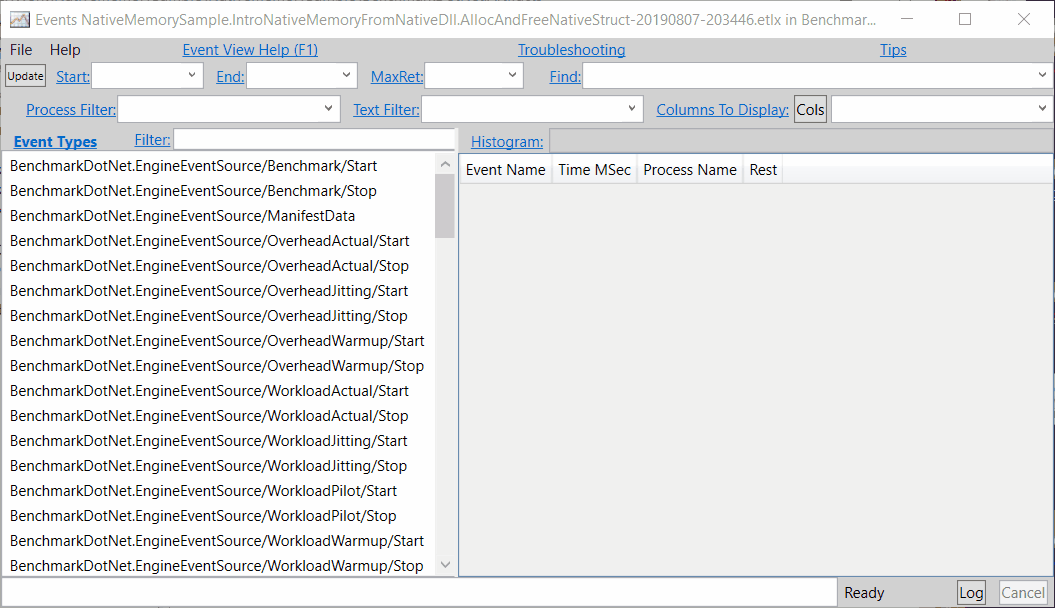 Events NativeMemorySample.IntroNativeMemoryFromNativeDll.AllocAndFreeNativeStruct-20190807-203446.etlx in Benchmar...
File Help Event View Help (F1) Troubleshooting Tips
Update Start: End: MaxRet: Find:
Process Filter: Text Filter: Columns To Display: Cols
Event Types Filter: Histogram:
Event Name Time MSec Process Name Rest
BenchmarkDotNet.EngineEventSource/Benchmark/Start
BenchmarkDotNet.EngineEventSource/Benchmark/Stop
BenchmarkDotNet.EngineEventSource/ManifestData
BenchmarkDotNet.EngineEventSource/OverheadActual/Start
BenchmarkDotNet.EngineEventSource/OverheadActual/Stop
BenchmarkDotNet.EngineEventSource/OverheadJitting/Start
BenchmarkDotNet.EngineEventSource/OverheadJitting/Stop
BenchmarkDotNet.EngineEventSource/OverheadWarmup/Start
BenchmarkDotNet.EngineEventSource/OverheadWarmup/Stop
BenchmarkDotNet.EngineEventSource/WorkloadActual/Start
BenchmarkDotNet.EngineEventSource/WorkloadActual/Stop
BenchmarkDotNet.EngineEventSource/WorkloadJitting/Start
BenchmarkDotNet.EngineEventSource/WorkloadJitting/Stop
BenchmarkDotNet.EngineEventSource/WorkloadPilot/Start
BenchmarkDotNet.EngineEventSource/WorkloadPilot/Stop
BenchmarkDotNet.EngineEventSource/WorkloadWarmup/Start
BenchmarkDotNet.EngineEventSource/WorkloadWarmup/Stop
Ready Log Cancel